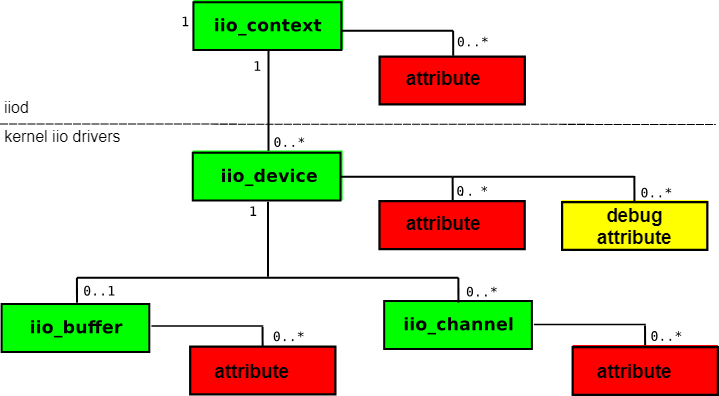 1
iio_context
0..*
1
attribute
iiod
kernel iio drivers
0..*
iio_device
0. *
0..*
1
attribute
debug
attribute
0..1
0..*
iio_buffer
iio_channel
0..*
0..*
attribute
attribute